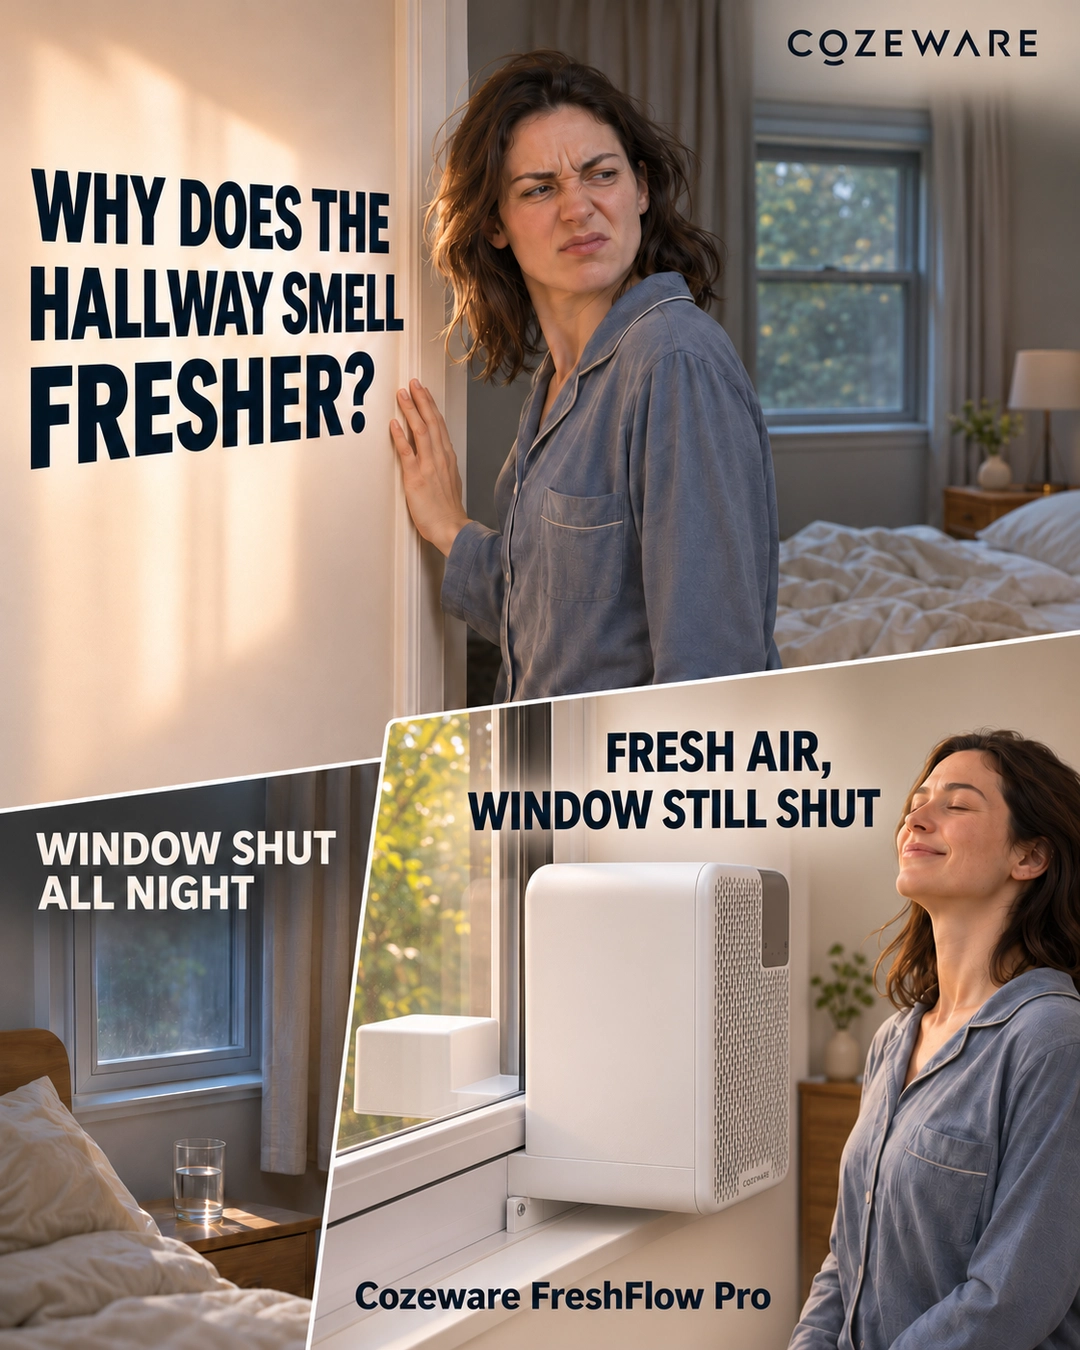 COZEWARE
WHY DOES THE
HALLWAY SMELL
FRESHER?
WINDOW SHUT
ALL NIGHT
FRESH AIR,
WINDOW STILL SHUT
COZEWARE
Cozeware FreshFlow Pro